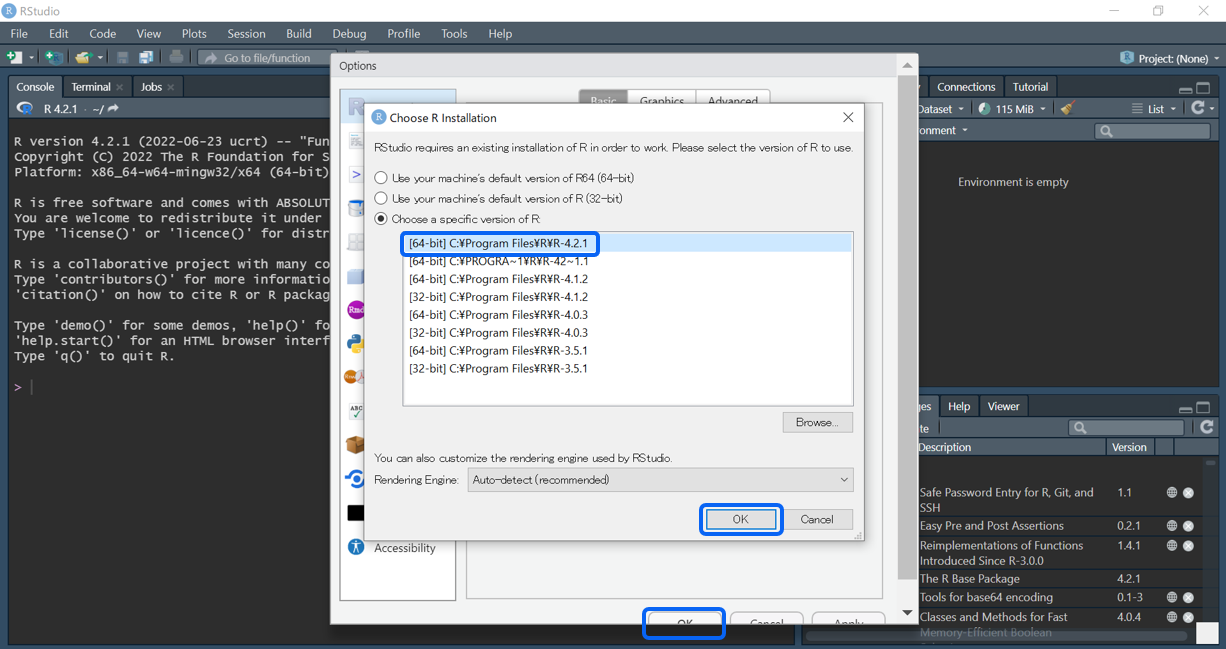 RStudio
File Edit Code View Plots Session Build Debug Profile Tools Help
Go to file/function
Project: (None)
Console Terminal Jobs
R 4.2.1 · ~/
R version 4.2.1 (2022-06-23 ucrt) -- "Fun
Copyright (C) 2022 The R Foundation for S
Platform: x86_64-w64-mingw32/x64 (64-bit)
R is free software and comes with ABSOLUT
You are welcome to redistribute it under
Type 'license()' or 'licence()' for distr
R is a collaborative project with many co
Type 'contributors()' for more informatio
'citation()' on how to cite R or R packag
Type 'demo()' for some demos, 'help()' fo
'help.start()' for an HTML browser interf
Type 'q()' to quit R.
>
Options
Basic Graphics Advanced
R
Rmd
ABC
Accessibility
OK Cancel Apply
Choose R Installation
RStudio requires an existing installation of R in order to work. Please select the version of R to use.
Use your machine's default version of R64 (64-bit)
Use your machine's default version of R (32-bit)
Choose a specific version of R:
[64-bit] C:¥Program Files¥R¥R-4.2.1
[64-bit] C:¥PROGRA~1¥R¥R-42~1.1
[64-bit] C:¥Program Files¥R¥R-4.1.2
[32-bit] C:¥Program Files¥R¥R-4.1.2
[64-bit] C:¥Program Files¥R¥R-4.0.3
[32-bit] C:¥Program Files¥R¥R-4.0.3
[64-bit] C:¥Program Files¥R¥R-3.5.1
[32-bit] C:¥Program Files¥R¥R-3.5.1
Browse...
You can also customize the rendering engine used by RStudio.
Rendering Engine: Auto-detect (recommended)
OK Cancel
Connections Tutorial
Dataset 115 MiB List
onment
Environment is empty
ges Help Viewer
te
Description Version
Safe Password Entry for R, Git, and 1.1
SSH
Easy Pre and Post Assertions 0.2.1
Reimplementations of Functions 1.4.1
Introduced Since R-3.0.0
The R Base Package 4.2.1
Tools for base64 encoding 0.1-3
Classes and Methods for Fast 4.0.4
Memory-Efficient Boolean